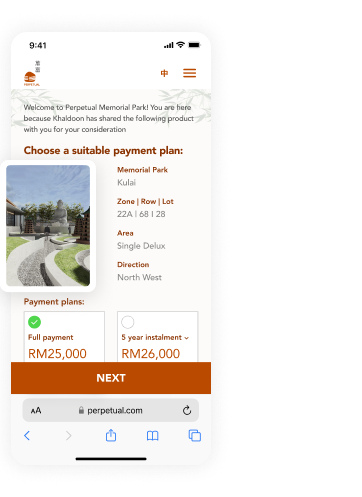 9:41
PERPETUAL
中
Welcome to Perpetual Memorial Park! You are here
because Khaldoon has shared the following product
with you for your consideration
Choose a suitable payment plan:
Memorial Park
Kulai
Zone | Row | Lot
22A | 68 | 28
Area
Single Delux
Direction
North West
Payment plans:
Full payment
RM25,000
5 year instalment
RM26,000
NEXT
AA
perpetual.com